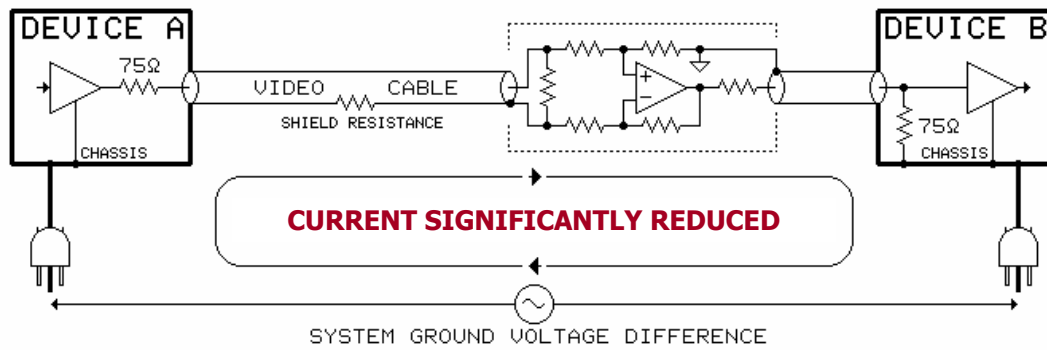 DEVICE A
DEVICE B
75Ω
VIDEO CABLE
SHIELD RESISTANCE
+
−
75Ω
CHASSIS
CHASSIS
CURRENT SIGNIFICANTLY REDUCED
SYSTEM GROUND VOLTAGE DIFFERENCE